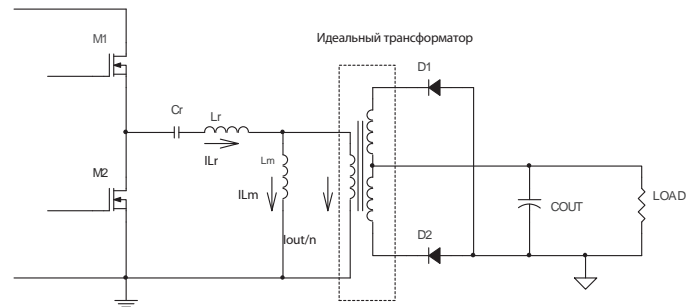 Идеальный трансформатор
M1
D1
Cr
Lr
ILr
Lm
ILm
M2
Iout/n
D2
COUT
LOAD